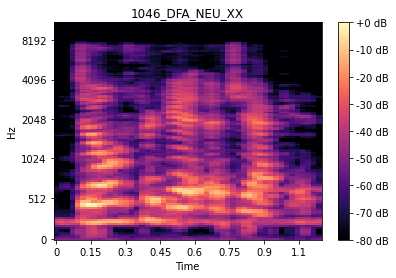 1046_DFA_NEU_XX
+0 dB
8192
-10 dB
4096
-20 dB
-30 dB
2048
Hz
-40 dB
1024
-50 dB
512
-60 dB
-70 dB
0
-80 dB
0 0.15 0.3 0.45 0.6 0.75 0.9 1.1
Time